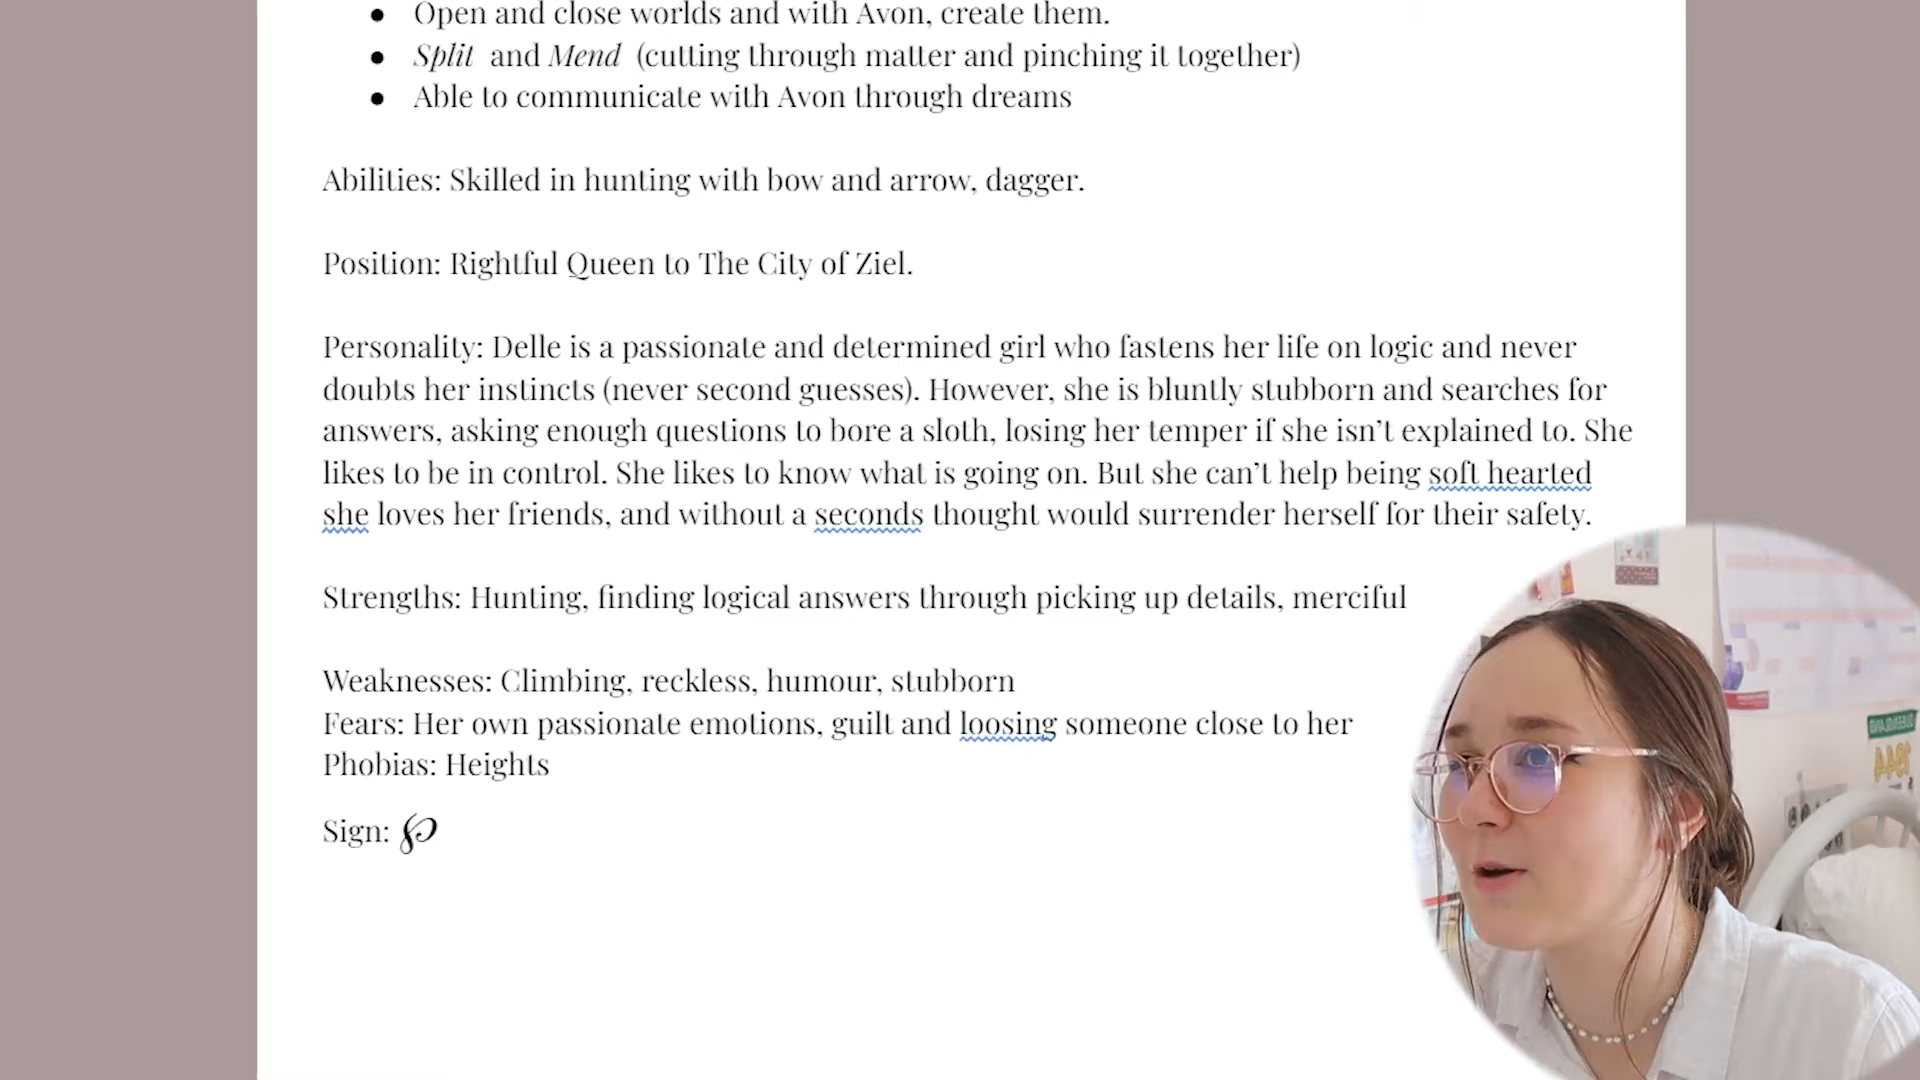 Open and close worlds and with Avon, create them.
Split and Mend (cutting through matter and pinching it together)
Able to communicate with Avon through dreams
Abilities: Skilled in hunting with bow and arrow, dagger.
Position: Rightful Queen to The City of Ziel.
Personality: Delle is a passionate and determined girl who fastens her life on logic and never
doubts her instincts (never second guesses). However, she is bluntly stubborn and searches for
answers, asking enough questions to bore a sloth, losing her temper if she isn’t explained to. She
likes to be in control. She likes to know what is going on. But she can’t help being soft hearted
she loves her friends, and without a seconds thought would surrender herself for their safety.
Strengths: Hunting, finding logical answers through picking up details, merciful
Weaknesses: Climbing, reckless, humour, stubborn
Fears: Her own passionate emotions, guilt and loosing someone close to her
Phobias: Heights
Sign: ℘